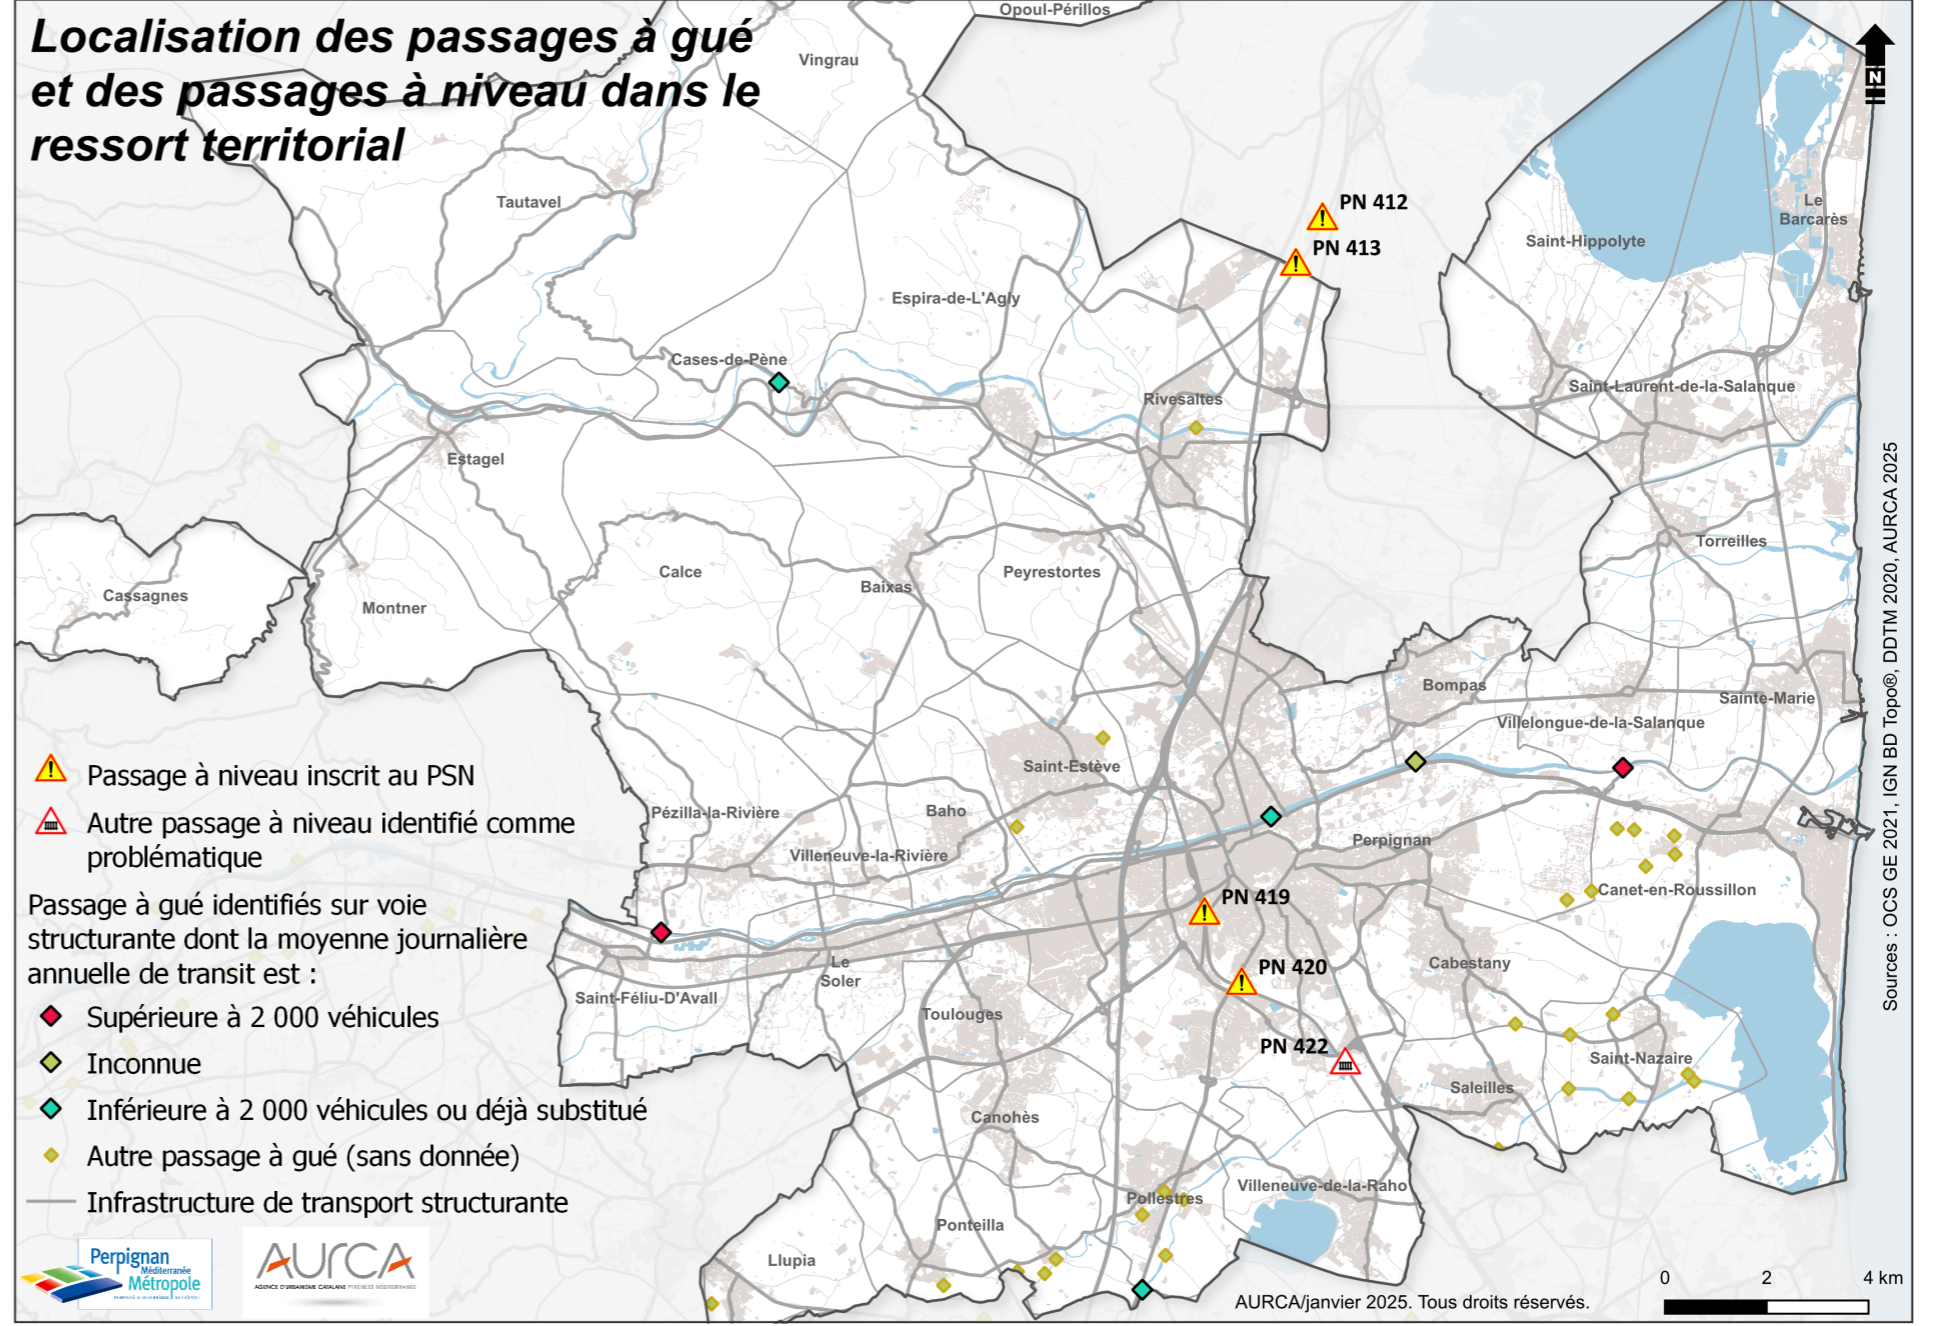 Localisation des passages à gué
et des passages à niveau dans le
ressort territorial
Opoul-Périllos
Vingrau
N
Tautavel
PN 412
PN 413
Le
Barcarès
Saint-Hippolyte
Espira-de-L'Agly
Cases-de-Pène
Saint-Laurent-de-la-Salanque
Rivesaltes
Estagel
Torreilles
Calce
Baixas
Peyrestortes
Cassagnes
Montner
Bompas
Sainte-Marie
Villelongue-de-la-Salanque
Saint-Estève
Pézilla-la-Rivière
Baho
Perpignan
Villeneuve-la-Rivière
Canet-en-Roussillon
PN 419
Le
Soler
Cabestany
PN 420
Saint-Féliu-D'Avall
Toulouges
PN 422
Saint-Nazaire
Saleilles
Canohès
Villeneuve-de-la-Raho
Pollestres
Ponteilla
Llupia
Passage à niveau inscrit au PSN
Autre passage à niveau identifié comme
problématique
Passage à gué identifiés sur voie
structurante dont la moyenne journalière
annuelle de transit est :
Supérieure à 2 000 véhicules
Inconnue
Inférieure à 2 000 véhicules ou déjà substitué
Autre passage à gué (sans donnée)
Infrastructure de transport structurante
Perpignan
Méditerranée
Métropole
AURCA
AGENCE D'URBANISME CATALANE PYRÉNÉES MÉDITERRANÉE
AURCA/janvier 2025. Tous droits réservés.
0 2 4 km
Sources : OCS GE 2021, IGN BD Topo®, DDTM 2020, AURCA 2025